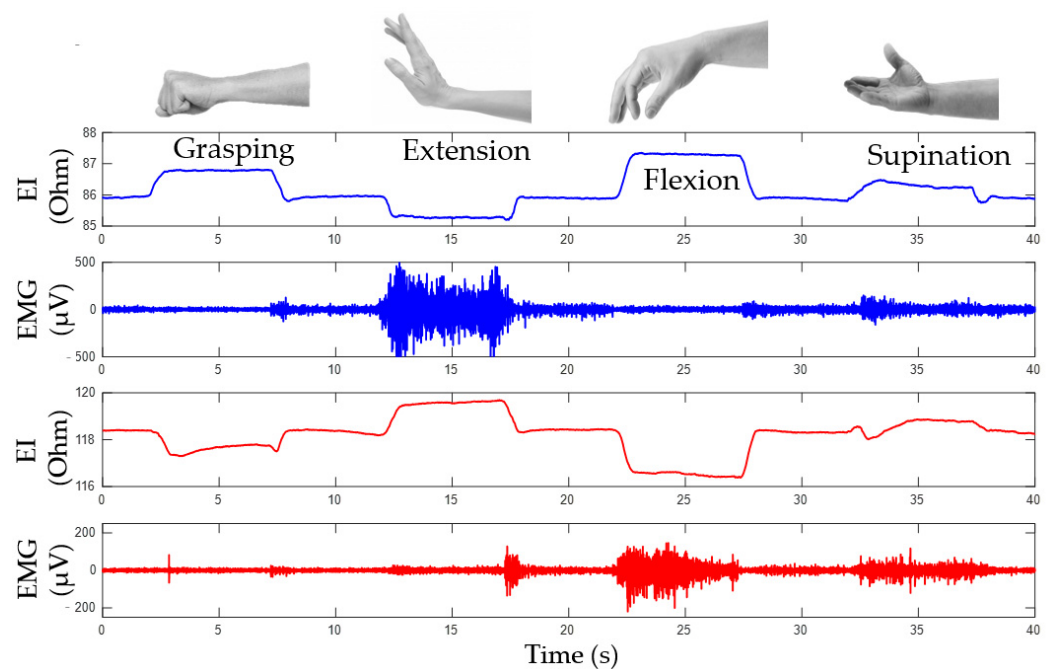 -
Grasping
Extension
Flexion
Supination
EI
(Ohm)
88
87
86
85
0 5 10 15 20 25 30 35 40
EMG
(µV)
500
0
- 500
0 5 10 15 20 25 30 35 40
EI
(Ohm)
120
118
116
0 5 10 15 20 25 30 35 40
EMG
(µV)
200
0
- 200
0 5 10 15 20 25 30 35 40
Time (s)